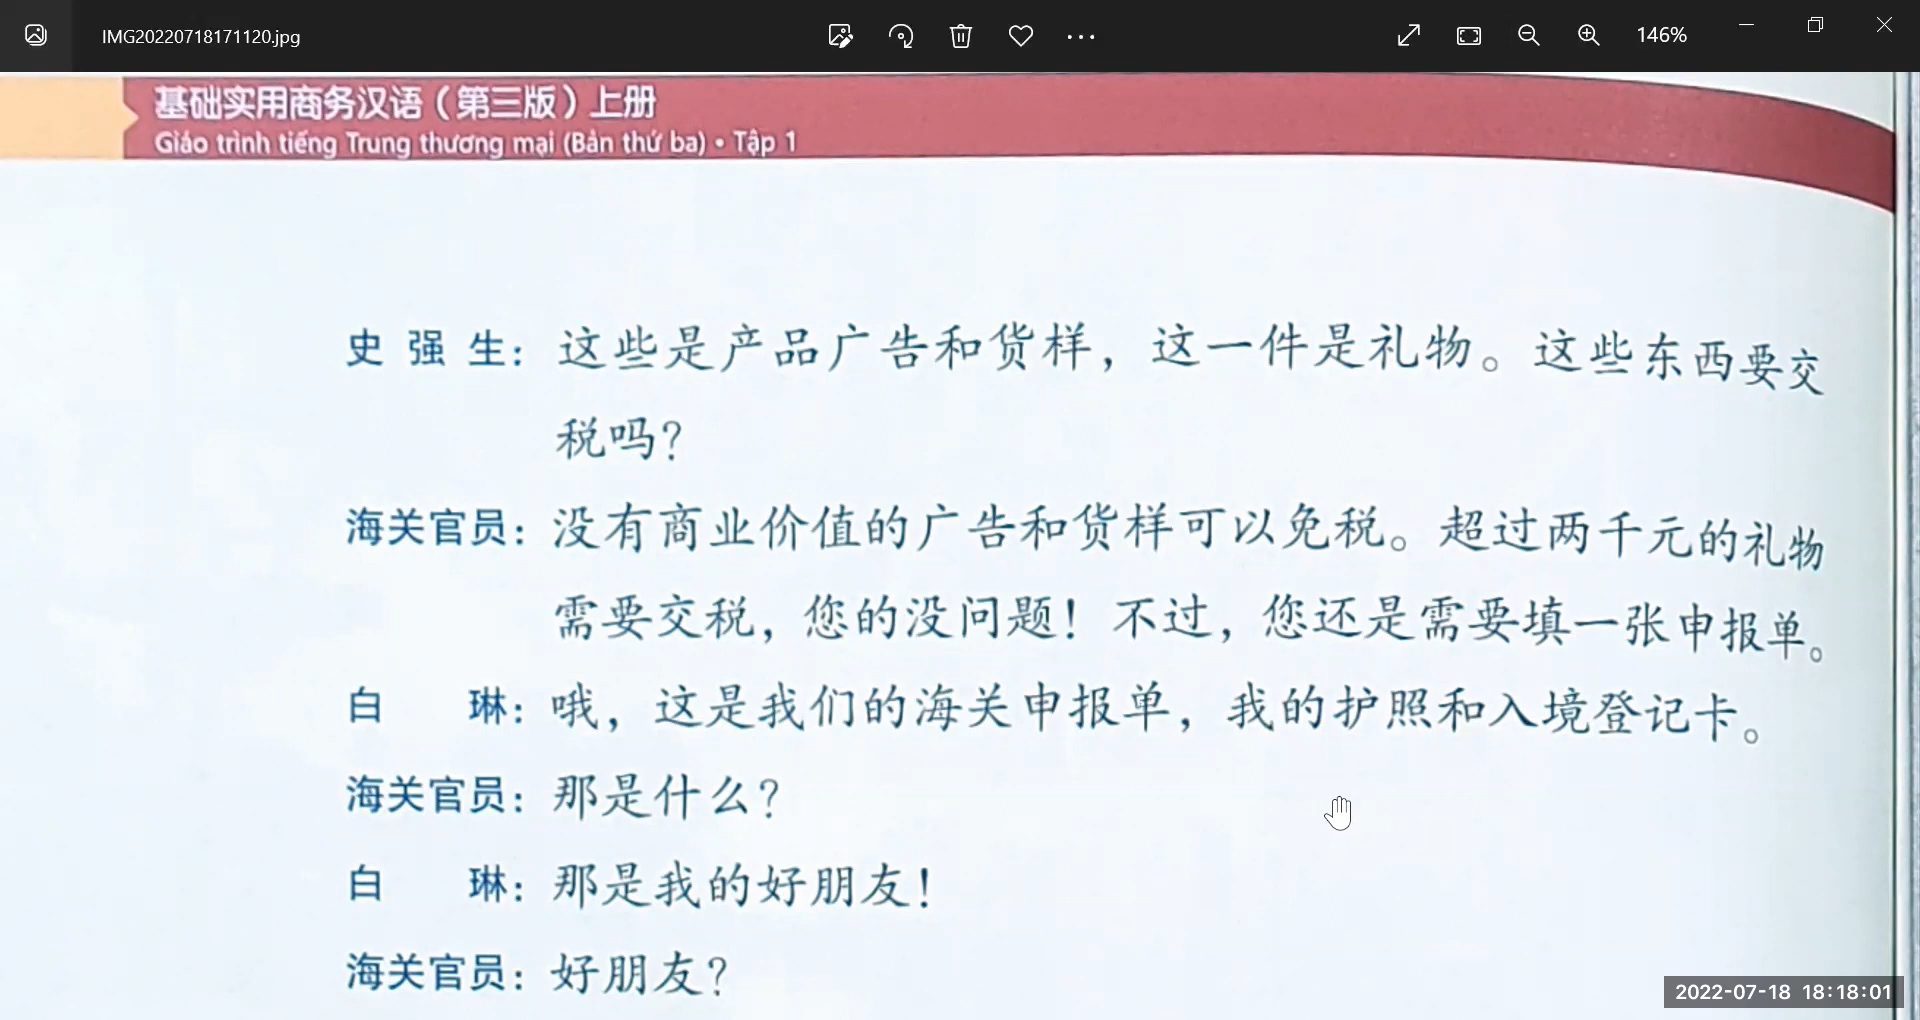 IMG20220718171120.jpg
146%
基础实用商务汉语（第三版）上册
Giáo trình tiếng Trung thương mại (Bản thứ ba) • Tập 1
史强生：这些是产品广告和货样，这一件是礼物。这些东西要交
税吗？
海关官员：没有商业价值的广告和货样可以免税。超过两千元的礼物
需要交税，您的没问题！不过，您还是需要填一张申报单。
白琳：哦，这是我们的海关申报单，我的护照和入境登记卡。
海关官员：那是什么？
白琳：那是我的好朋友！
海关官员：好朋友？
2022-07-18 18:18:01